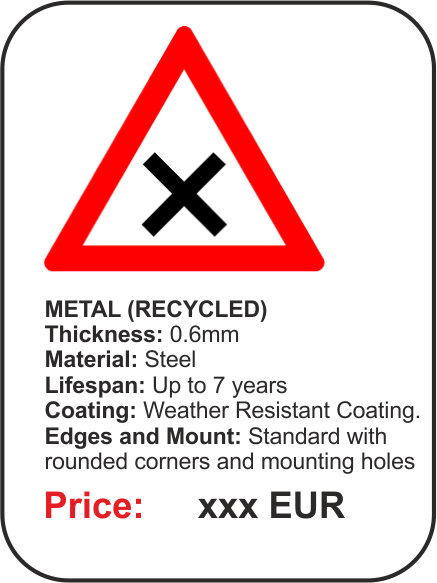 METAL (RECYCLED)
Thickness: 0.6mm
Material: Steel
Lifespan: Up to 7 years
Coating: Weather Resistant Coating.
Edges and Mount: Standard with
rounded corners and mounting holes
Price: xxx EUR